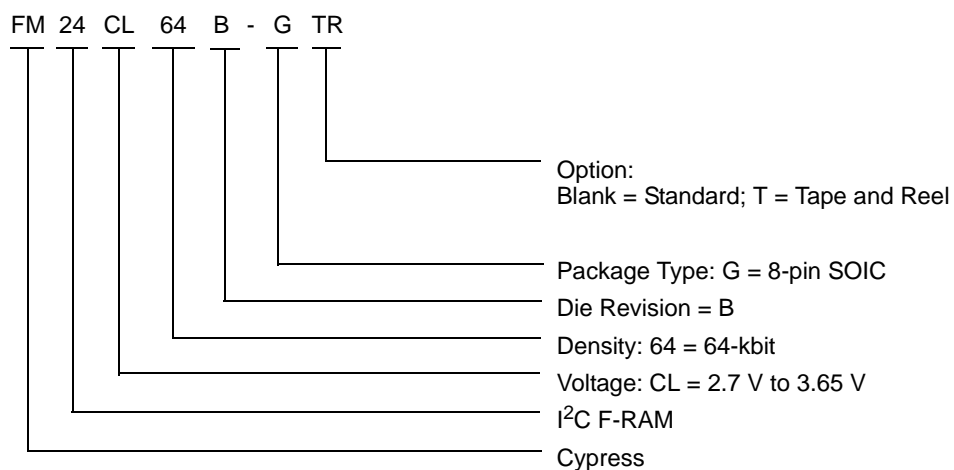 FM 24 CL 64 B - G TR
Option:
Blank = Standard; T = Tape and Reel
Package Type: G = 8-pin SOIC
Die Revision = B
Density: 64 = 64-kbit
Voltage: CL = 2.7 V to 3.65 V
I²C F-RAM
Cypress